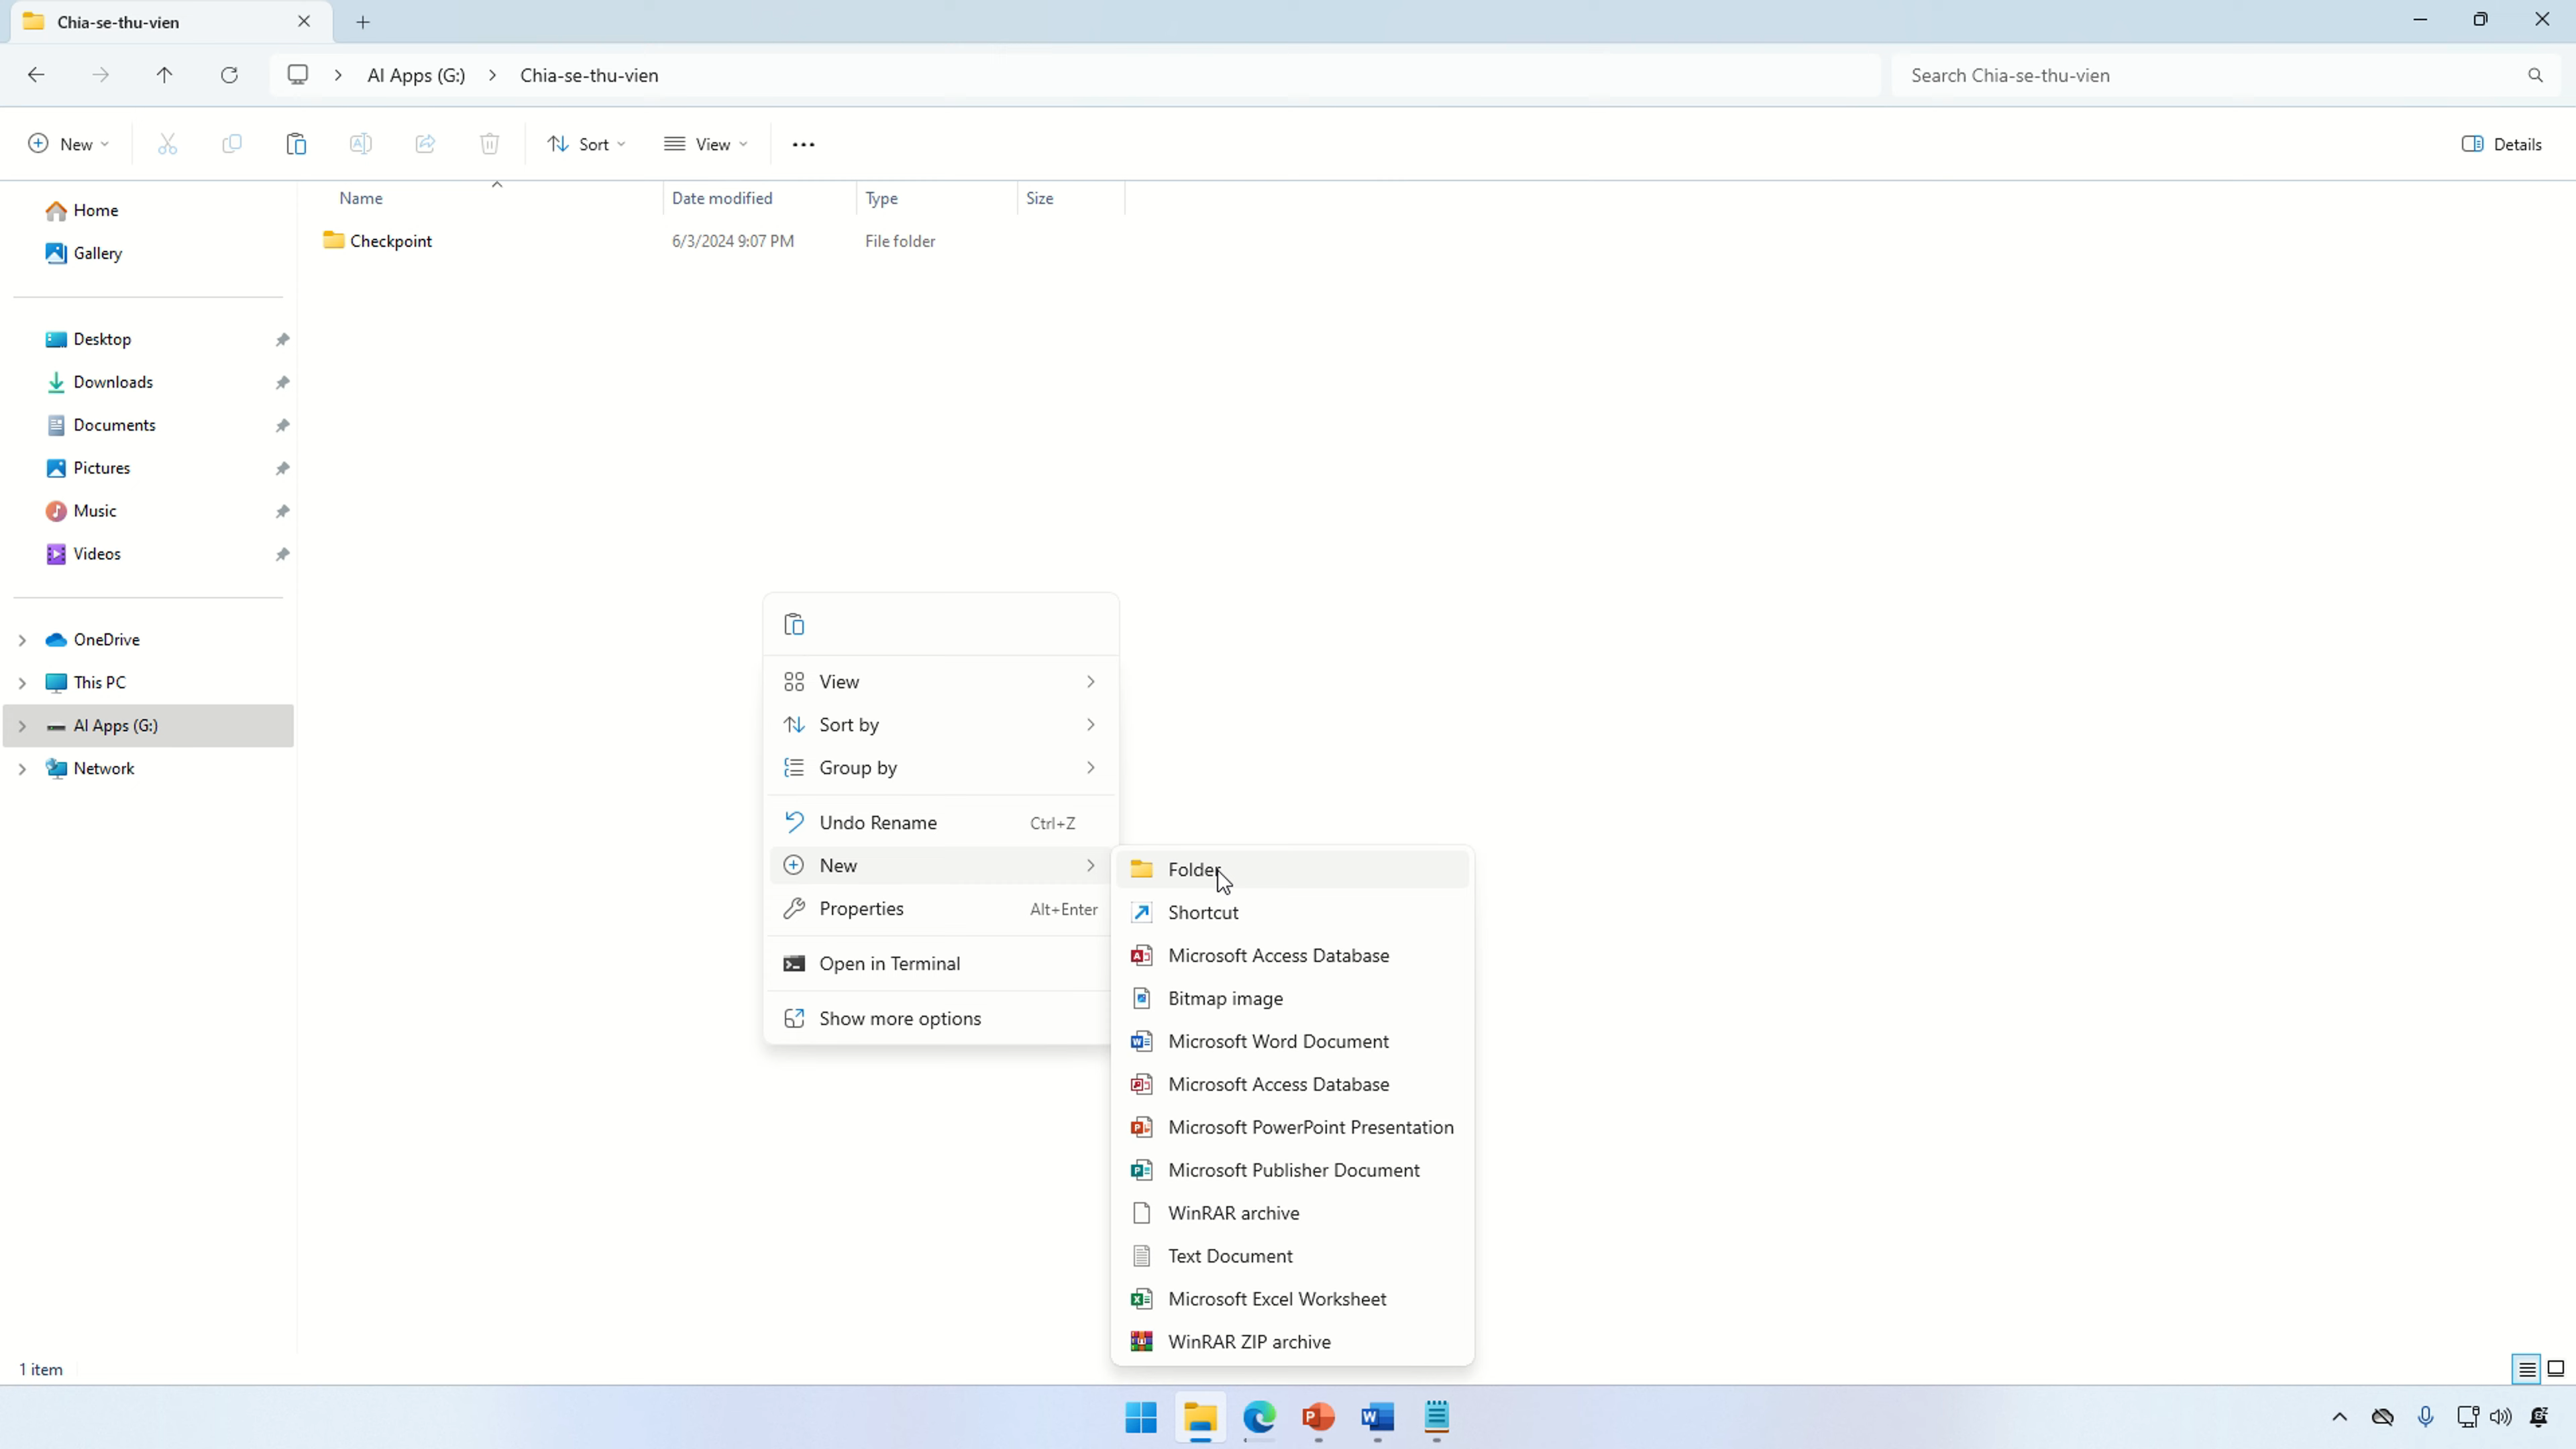 Chia-se-thu-vien
AI Apps (G:) Chia-se-thu-vien
Search Chia-se-thu-vien
New
Sort
View
Details
Name Date modified Type Size
Checkpoint 6/3/2024 9:07 PM File folder
Home
Gallery
Desktop
Downloads
Documents
Pictures
Music
Videos
OneDrive
This PC
AI Apps (G:)
Network
View
Sort by
Group by
Undo Rename Ctrl+Z
New
Properties Alt+Enter
Open in Terminal
Show more options
Folder
Shortcut
Microsoft Access Database
Bitmap image
Microsoft Word Document
Microsoft Access Database
Microsoft PowerPoint Presentation
Microsoft Publisher Document
WinRAR archive
Text Document
Microsoft Excel Worksheet
WinRAR ZIP archive
1 item